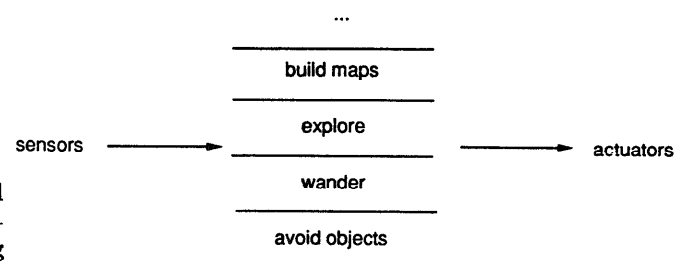 ...
build maps
explore
sensors
actuators
wander
avoid objects
g